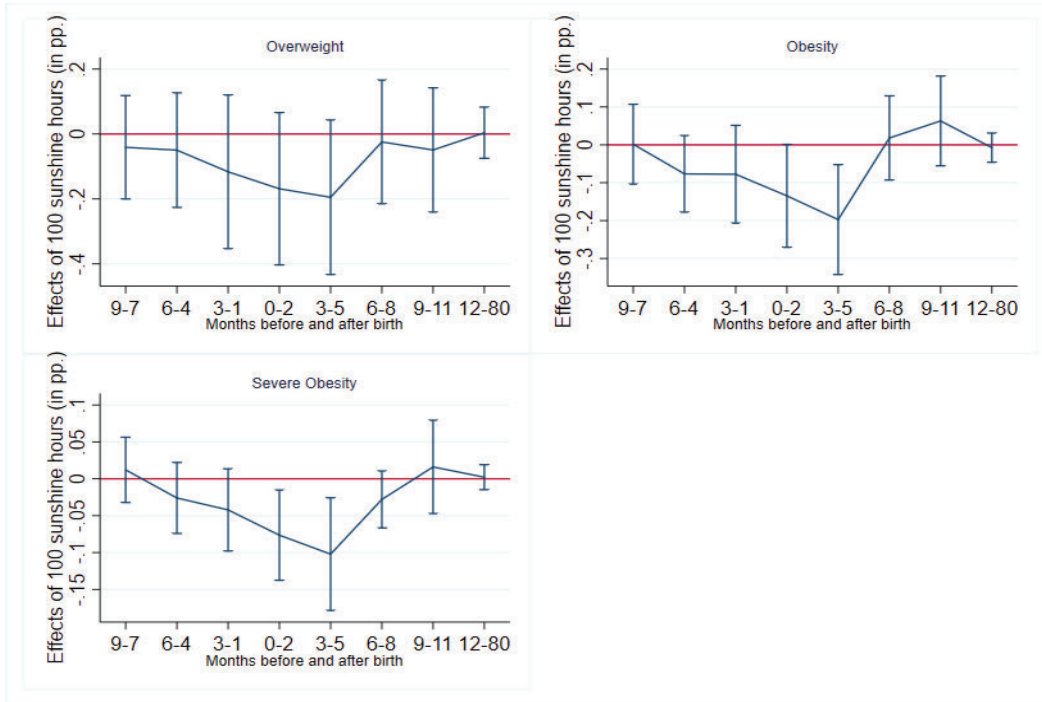 Overweight
Effects of 100 sunshine hours (in pp.)
.2
0
-.2
-.4
9-7 6-4 3-1 0-2 3-5 6-8 9-11 12-80
Months before and after birth
Obesity
Effects of 100 sunshine hours (in pp.)
.2
.1
0
-.1
-.2
-.3
9-7 6-4 3-1 0-2 3-5 6-8 9-11 12-80
Months before and after birth
Severe Obesity
Effects of 100 sunshine hours (in pp.)
.1
.05
0
-.05
-.1
-.15
9-7 6-4 3-1 0-2 3-5 6-8 9-11 12-80
Months before and after birth